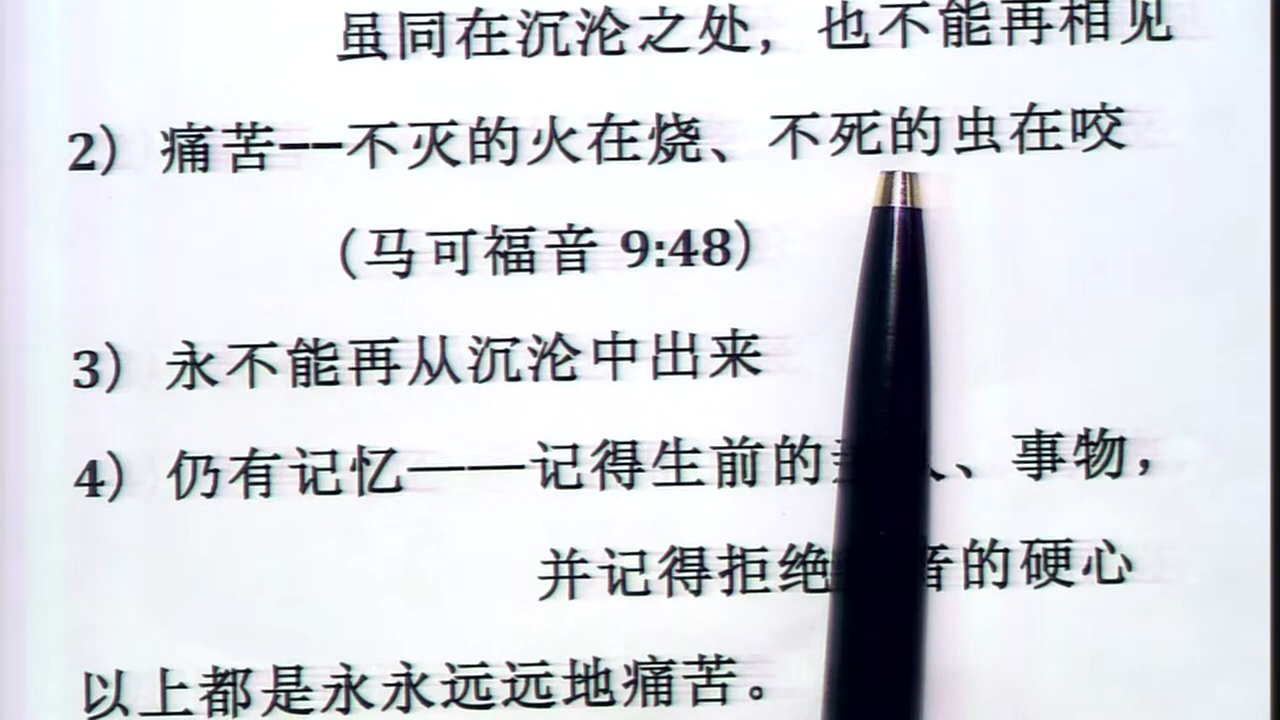 虽同在沉沦之处，也不能再相见
2）痛苦——不灭的火在烧、不死的虫在咬
（马可福音 9:48）
3）永不能再从沉沦中出来
4）仍有记忆——记得生前的、事物，
并记得拒绝音的硬心
以上都是永永远远地痛苦。